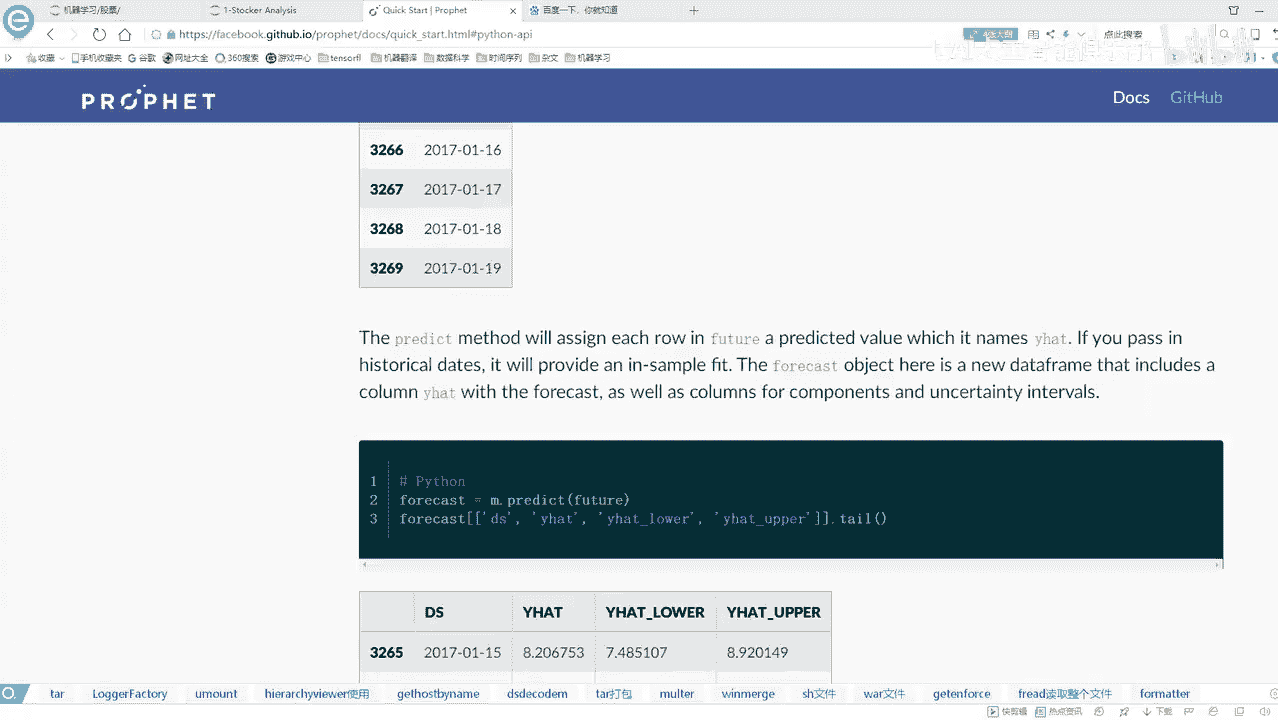 机器学习/股票/
1-Stocker Analysis
Quick Start | Prophet
百度一下，你就知道
https://facebook.github.io/prophet/docs/quick_start.html#python-api
点此搜索
收藏 手机收藏夹 谷歌 网址大全 360搜索 游戏中心 tensorfl 机器翻译 数据科学 时间序列 杂文 机器学习
PROPHET
Docs GitHub
3266 2017-01-16
3267 2017-01-17
3268 2017-01-18
3269 2017-01-19
The predict method will assign each row in future a predicted value which it names yhat. If you pass in
historical dates, it will provide an in-sample fit. The forecast object here is a new dataframe that includes a
column yhat with the forecast, as well as columns for components and uncertainty intervals.
1 # Python
2 forecast = m.predict(future)
3 forecast[['ds', 'yhat', 'yhat_lower', 'yhat_upper']].tail()
DS YHAT YHAT_LOWER YHAT_UPPER
3265 2017-01-15 8.206753 7.485107 8.920149
tar LoggerFactory umount hierarchyviewer使用 gethostbyname dsdecodem tar打包 multer winmerge sh文件 war文件 getenforce fread读取整个文件 formatter
快剪辑 热点资讯 下载